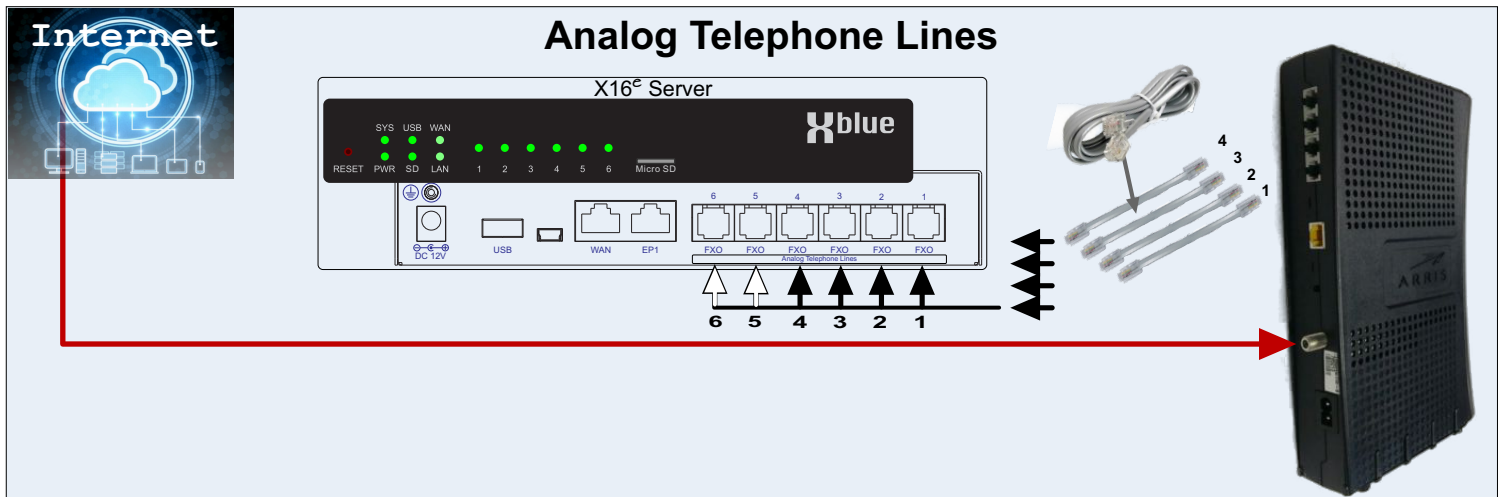 Internet
Analog Telephone Lines
X16e Server
Xblue
SYS USB WAN
RESET PWR SD LAN 1 2 3 4 5 6 Micro SD
6 5 4 3 2 1
DC 12V
USB
WAN
EP1
FXO FXO FXO FXO FXO FXO
Analog Telephone Lines
6 5 4 3 2 1
4
3
2
1
ARRIS